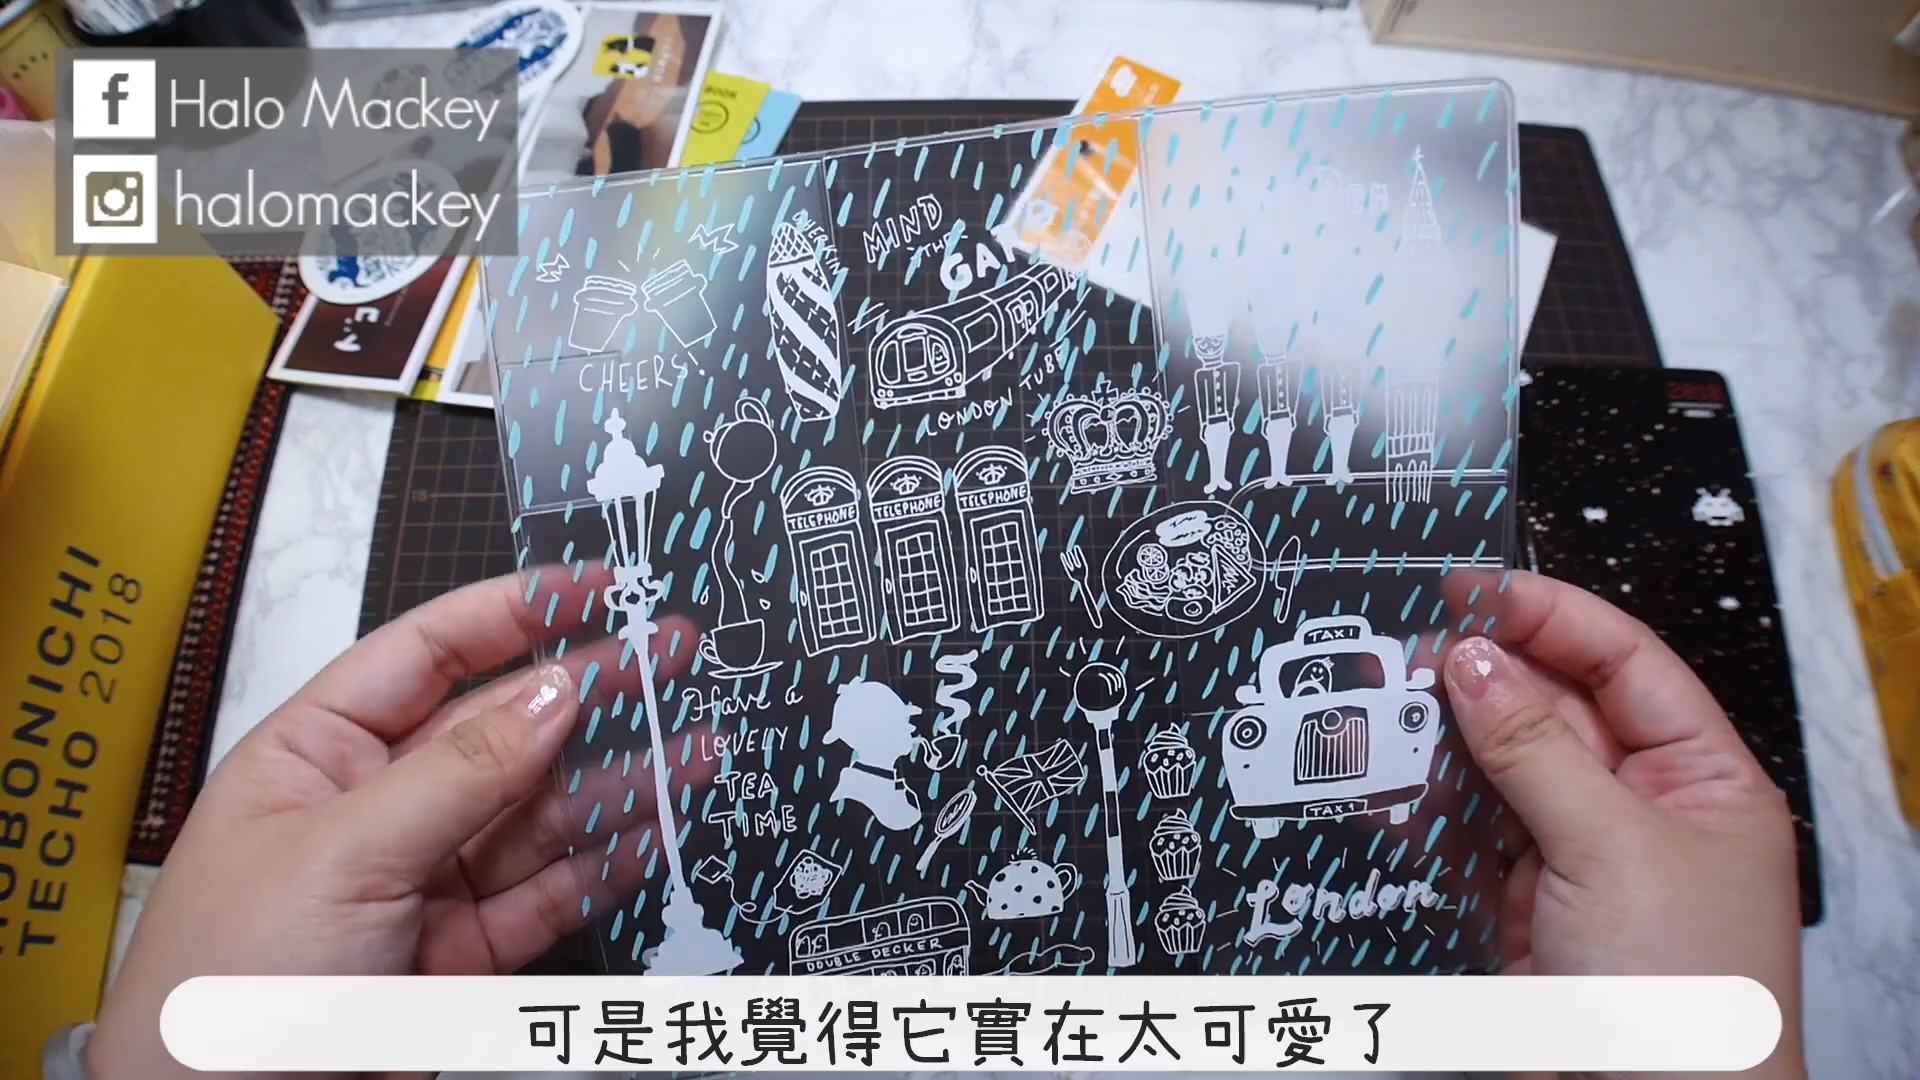 Halo Mackey
halomackey
BOOK
GHERKIN
MIND
THE
GAP
LONDON TUBE
CHEERS!
TELEPHONE
TELEPHONE
TELEPHONE
TAXI
Have a
LOVELY
TEA
TIME
TAXI
London
DOUBLE DECKER
HOBONICHI
TECHO 2018
可是我覺得它實在太可愛了